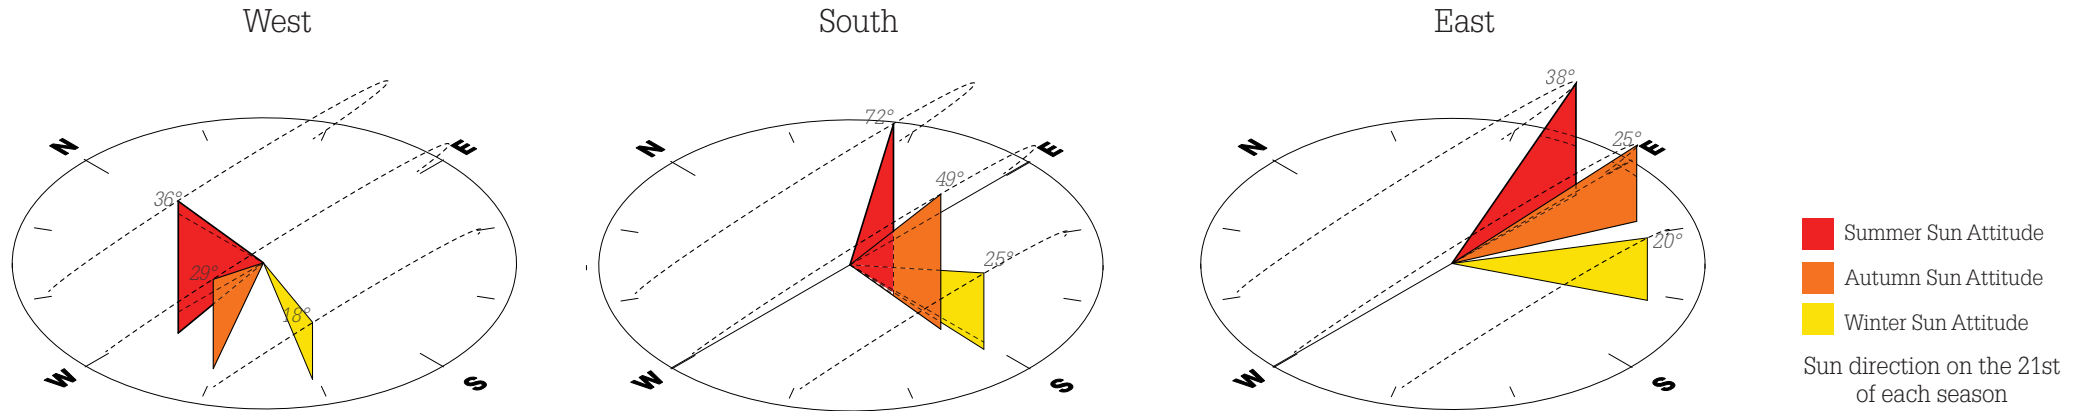 West
South
East
N
E
36°
29°
18°
W
S
N
E
72°
49°
25°
W
S
N
E
38°
25°
20°
W
S
Summer Sun Attitude
Autumn Sun Attitude
Winter Sun Attitude
Sun direction on the 21st
of each season